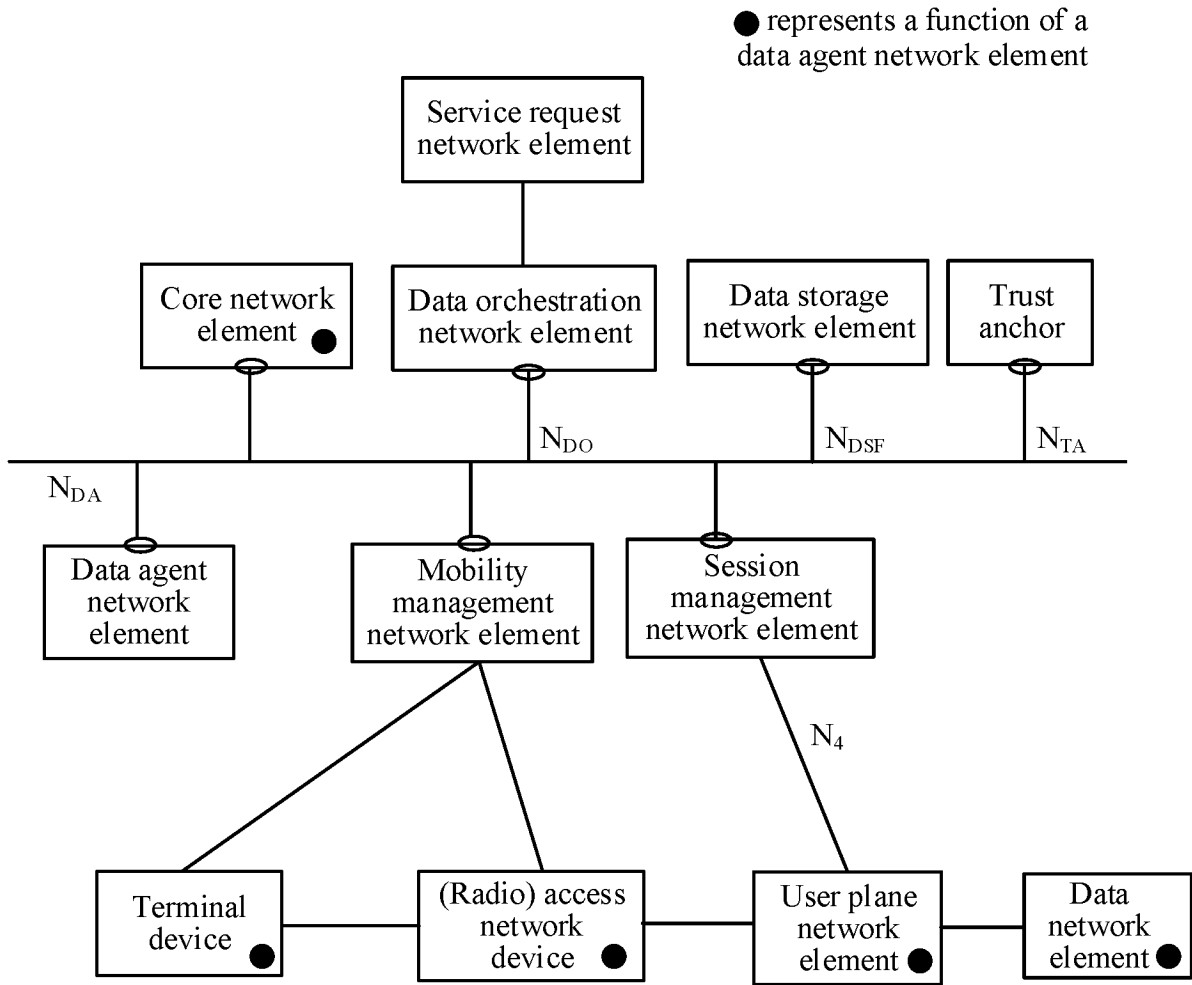 ● represents a function of a
data agent network element
Service request
network element
Core network
element
Data orchestration
network element
Data storage
network element
Trust
anchor
N_DO
N_DSF
N_TA
N_DA
Data agent
network
element
Mobility
management
network element
Session
management
network element
N_4
Terminal
device
(Radio) access
network
device
User plane
network
element
Data
network
element